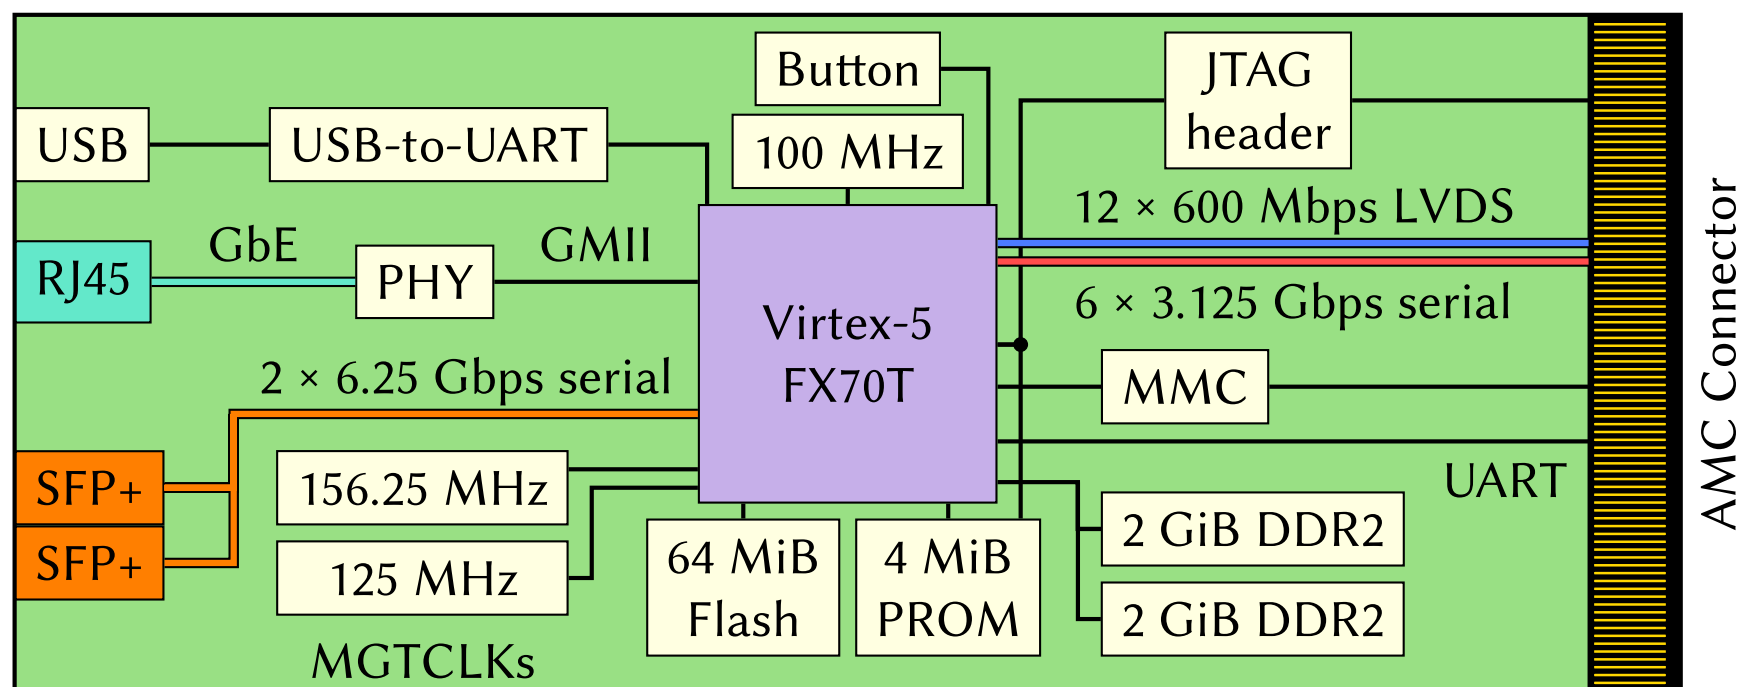 Button
JTAG
header
USB
USB-to-UART
100 MHz
12 × 600 Mbps LVDS
RJ45
GbE
PHY
GMII
Virtex-5
FX70T
6 × 3.125 Gbps serial
2 × 6.25 Gbps serial
MMC
AMC Connector
SFP+
156.25 MHz
UART
SFP+
125 MHz
64 MiB
Flash
4 MiB
PROM
2 GiB DDR2
2 GiB DDR2
MGTCLKs